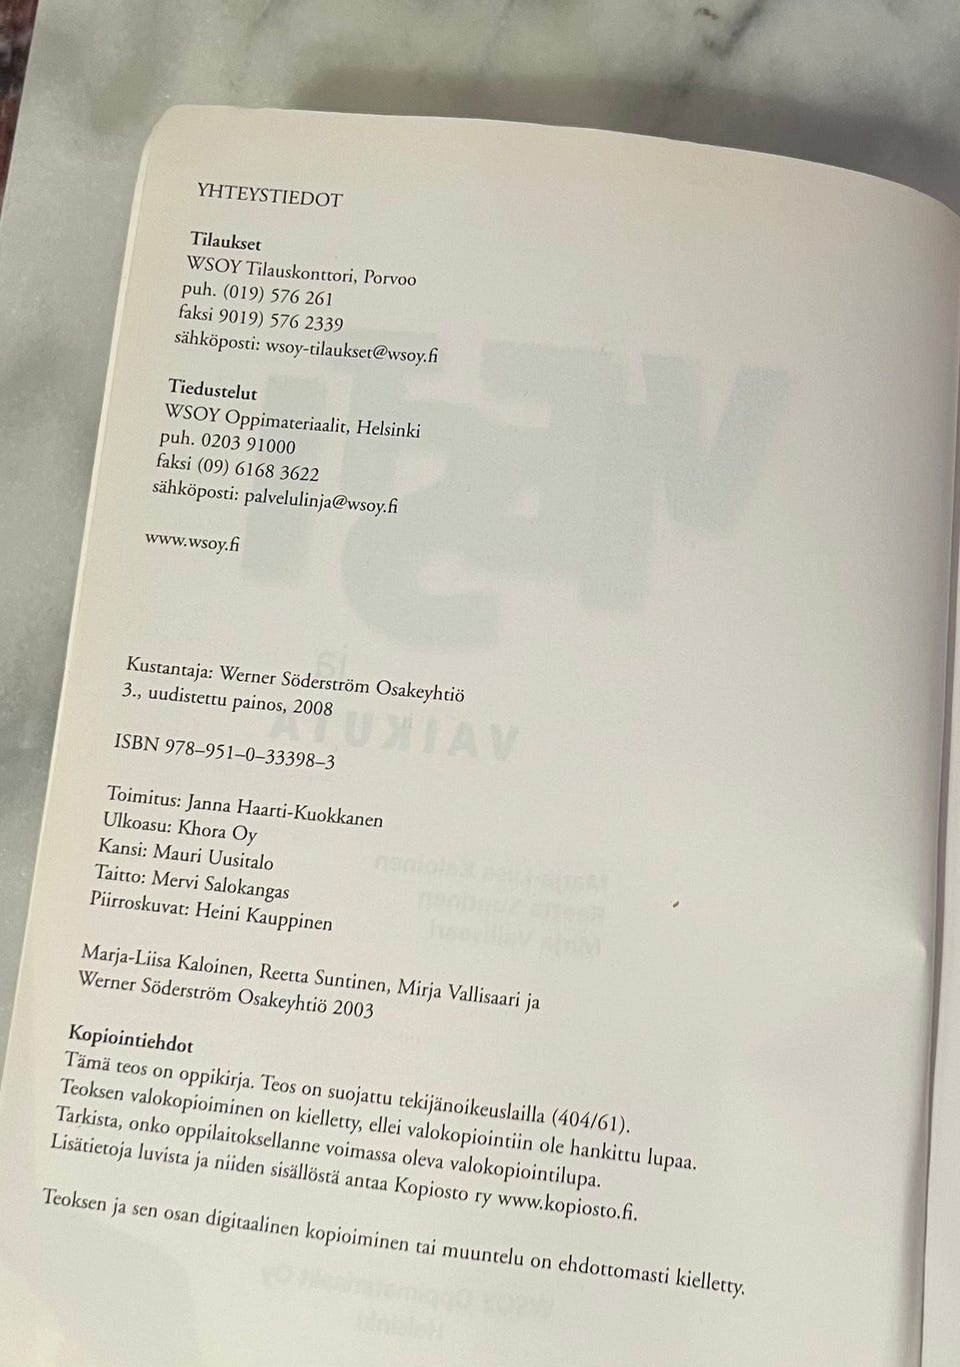 YHTEYSTIEDOT
Tilaukset
WSOY Tilauskonttori, Porvoo
puh. (019) 576 261
faksi 9019) 576 2339
sähköposti: wsoy-tilaukset@wsoy.fi
Tiedustelut
WSOY Oppimateriaalit, Helsinki
puh. 0203 91000
faksi (09) 6168 3622
sähköposti: palvelulinja@wsoy.fi
www.wsoy.fi
Kustantaja: Werner Söderström Osakeyhtiö
3., uudistettu painos, 2008
ISBN 978–951–0–33398–3
Toimitus: Janna Haarti-Kuokkanen
Ulkoasu: Khora Oy
Kansi: Mauri Uusitalo
Taitto: Mervi Salokangas
Piirroskuvat: Heini Kauppinen
Marja-Liisa Kaloinen, Reetta Suntinen, Mirja Vallisaari ja
Werner Söderström Osakeyhtiö 2003
Kopiointiehdot
Tämä teos on oppikirja. Teos on suojattu tekijänoikeuslailla (404/61).
Teoksen valokopioiminen on kielletty, ellei valokopiointiin ole hankittu lupaa.
Tarkista, onko oppilaitoksellanne voimassa oleva valokopiointilupa.
Lisätietoja luvista ja niiden sisällöstä antaa Kopiosto ry www.kopiosto.fi.
Teoksen ja sen osan digitaalinen kopioiminen tai muuntelu on ehdottomasti kielletty.